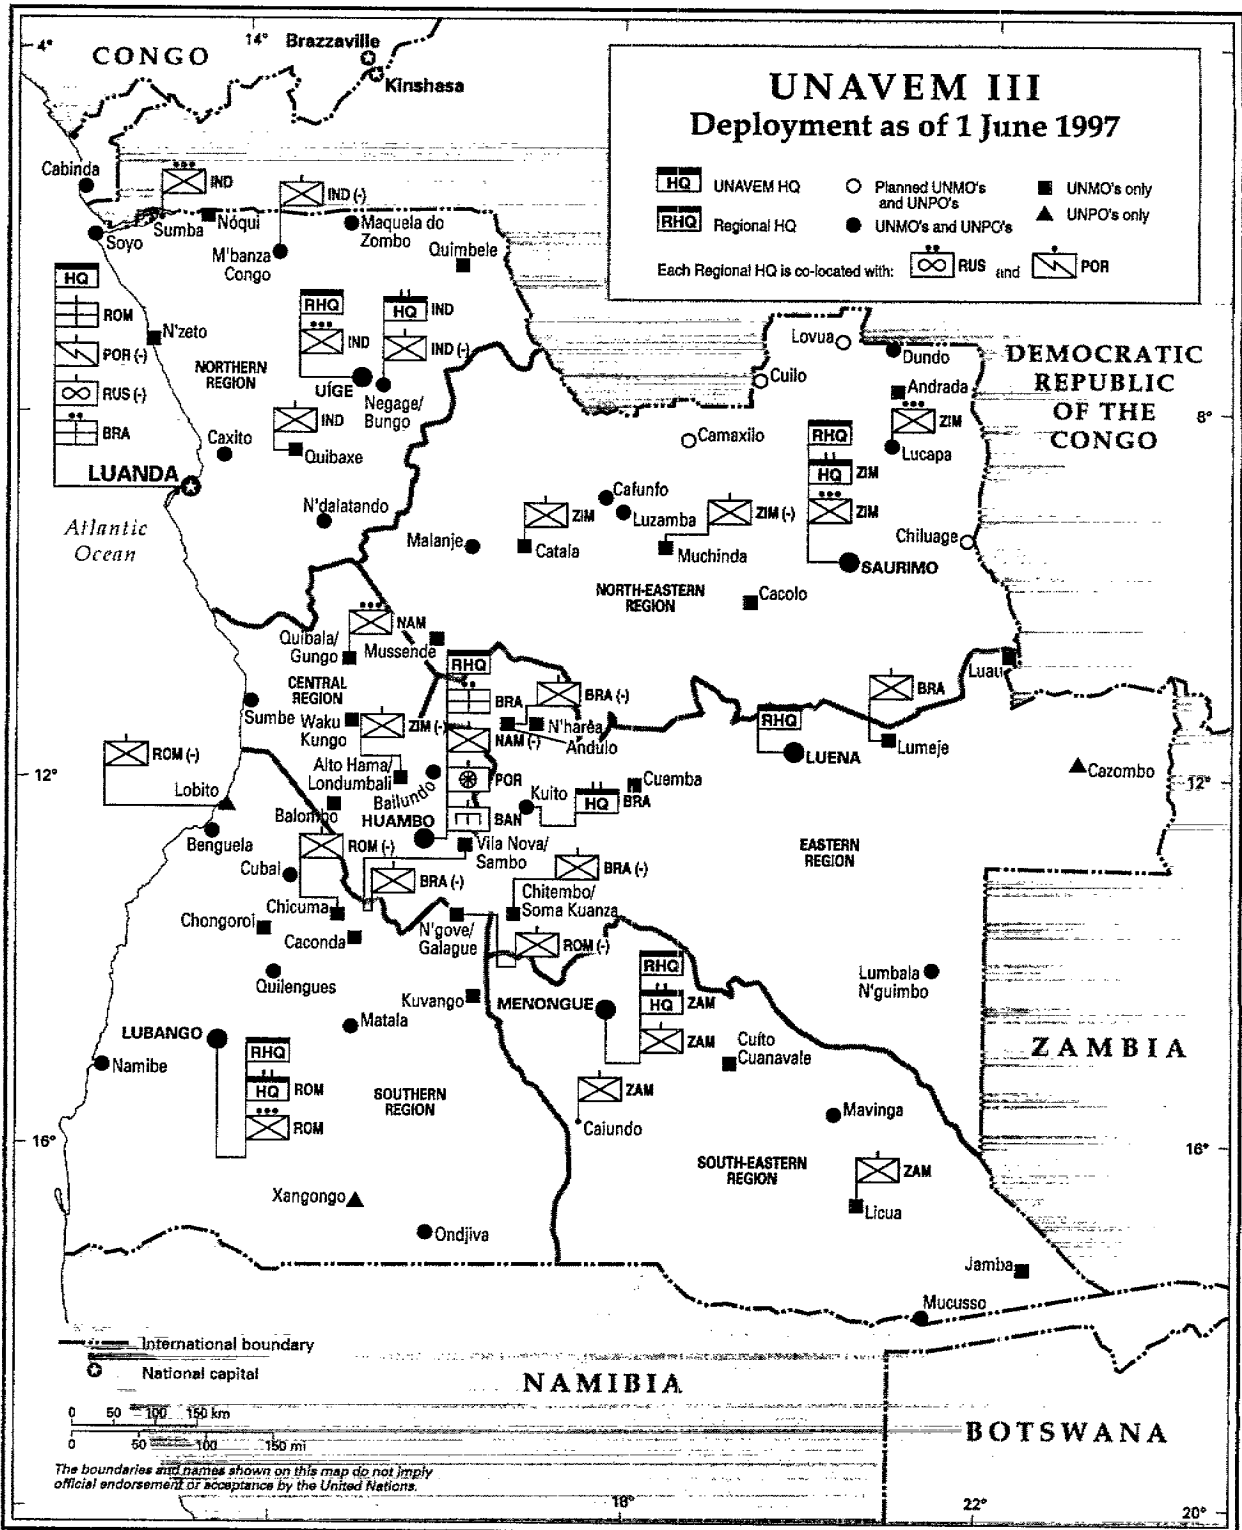 4°
14°
CONGO
Brazzaville
Kinshasa
UNAVEM III
Deployment as of 1 June 1997
HQ UNAVEM HQ
Planned UNMO's
and UNPO's
UNMO's only
RHQ Regional HQ
UNMO's and UNPO's
UNPO's only
Each Regional HQ is co-located with: RUS and POR
Cabinda
IND
IND (-)
Sumba
Nóqui
Soyo
M'banza
Congo
Maquela do
Zombo
Quimbele
HQ
ROM
POR (-)
RUS (-)
BRA
N'zeto
NORTHERN
REGION
RHQ
IND
HQ IND
IND (-)
UÍGE
Negage/
Bungo
IND
Quibaxe
Caxito
LUANDA
N'dalatando
Atlantic
Ocean
Lovua
Dundo
Cuilo
Andrada
ZIM
Lucapa
Camaxilo
RHQ
HQ ZIM
ZIM
SAURIMO
DEMOCRATIC
REPUBLIC
OF THE
CONGO
8°
Cafunfo
Luzamba
ZIM
ZIM (-)
Malanje
Catala
Muchinda
Chiluage
NORTH-EASTERN
REGION
Cacolo
NAM
Quibala/
Gungo
Mussende
CENTRAL
REGION
RHQ
BRA
NAM (-)
POR
BAN
BRA (-)
N'harêa
Andulo
Sumbe
Waku
Kungo
ZIM (-)
Alto Hama/
Londumbali
Bailundo
HUAMBO
Luau
BRA
Lumeje
RHQ
LUENA
Cazombo
ROM (-)
12°
12°
Lobito
Balombo
Benguela
Kuito
HQ BRA
Cuemba
Vila Nova/
Sambo
EASTERN
REGION
Cubal
ROM (-)
BRA (-)
BRA (-)
Chicuma
Chitembo/
Soma Kuanza
Chongoroi
Caconda
N'gove/
Galague
ROM (-)
Quilengues
Kuvango
MENONGUE
RHQ
HQ ZAM
ZAM
Lumbala
N'guimbo
LUBANGO
Matala
Cuíto
Cuanavale
ZAMBIA
Namibe
RHQ
HQ ROM
ROM
SOUTHERN
REGION
ZAM
Caiundo
Mavinga
16°
16°
SOUTH-EASTERN
REGION
ZAM
Licua
Xangongo
Ondjiva
Jamba
Mucusso
International boundary
National capital
NAMIBIA
BOTSWANA
0 50 100 150 km
0 50 100 150 mi
The boundaries and names shown on this map do not imply
official endorsement or acceptance by the United Nations.
18°
22°
20°